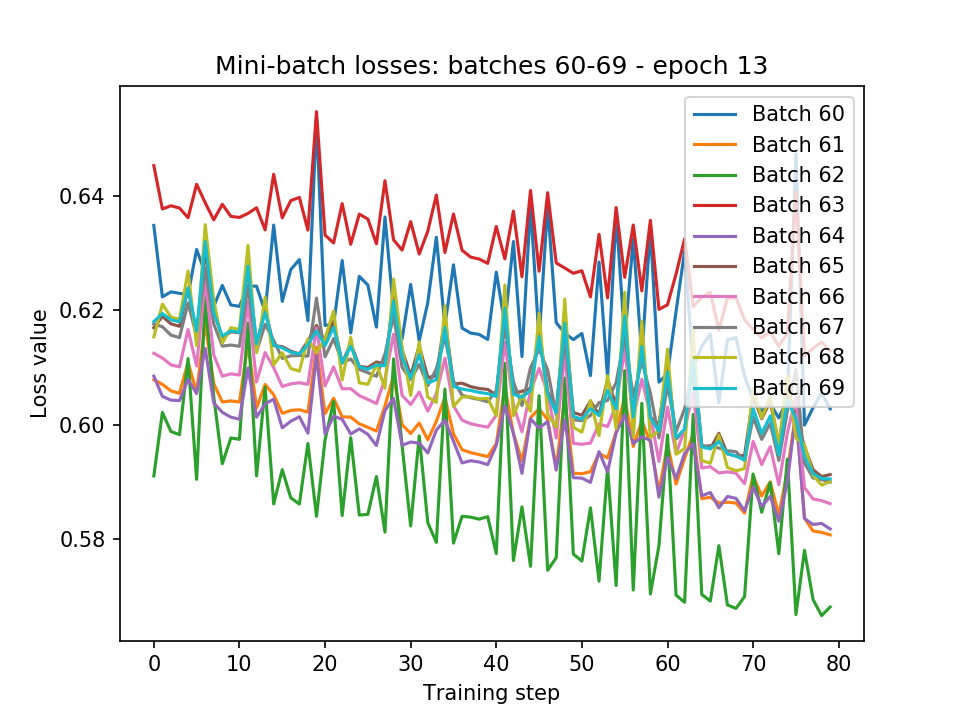 Mini-batch losses: batches 60-69 - epoch 13
Batch 60
Batch 61
Batch 62
Batch 63
Batch 64
Batch 65
Batch 66
Batch 67
Batch 68
Batch 69
0.64
0.62
0.60
0.58
Loss value
0 10 20 30 40 50 60 70 80
Training step